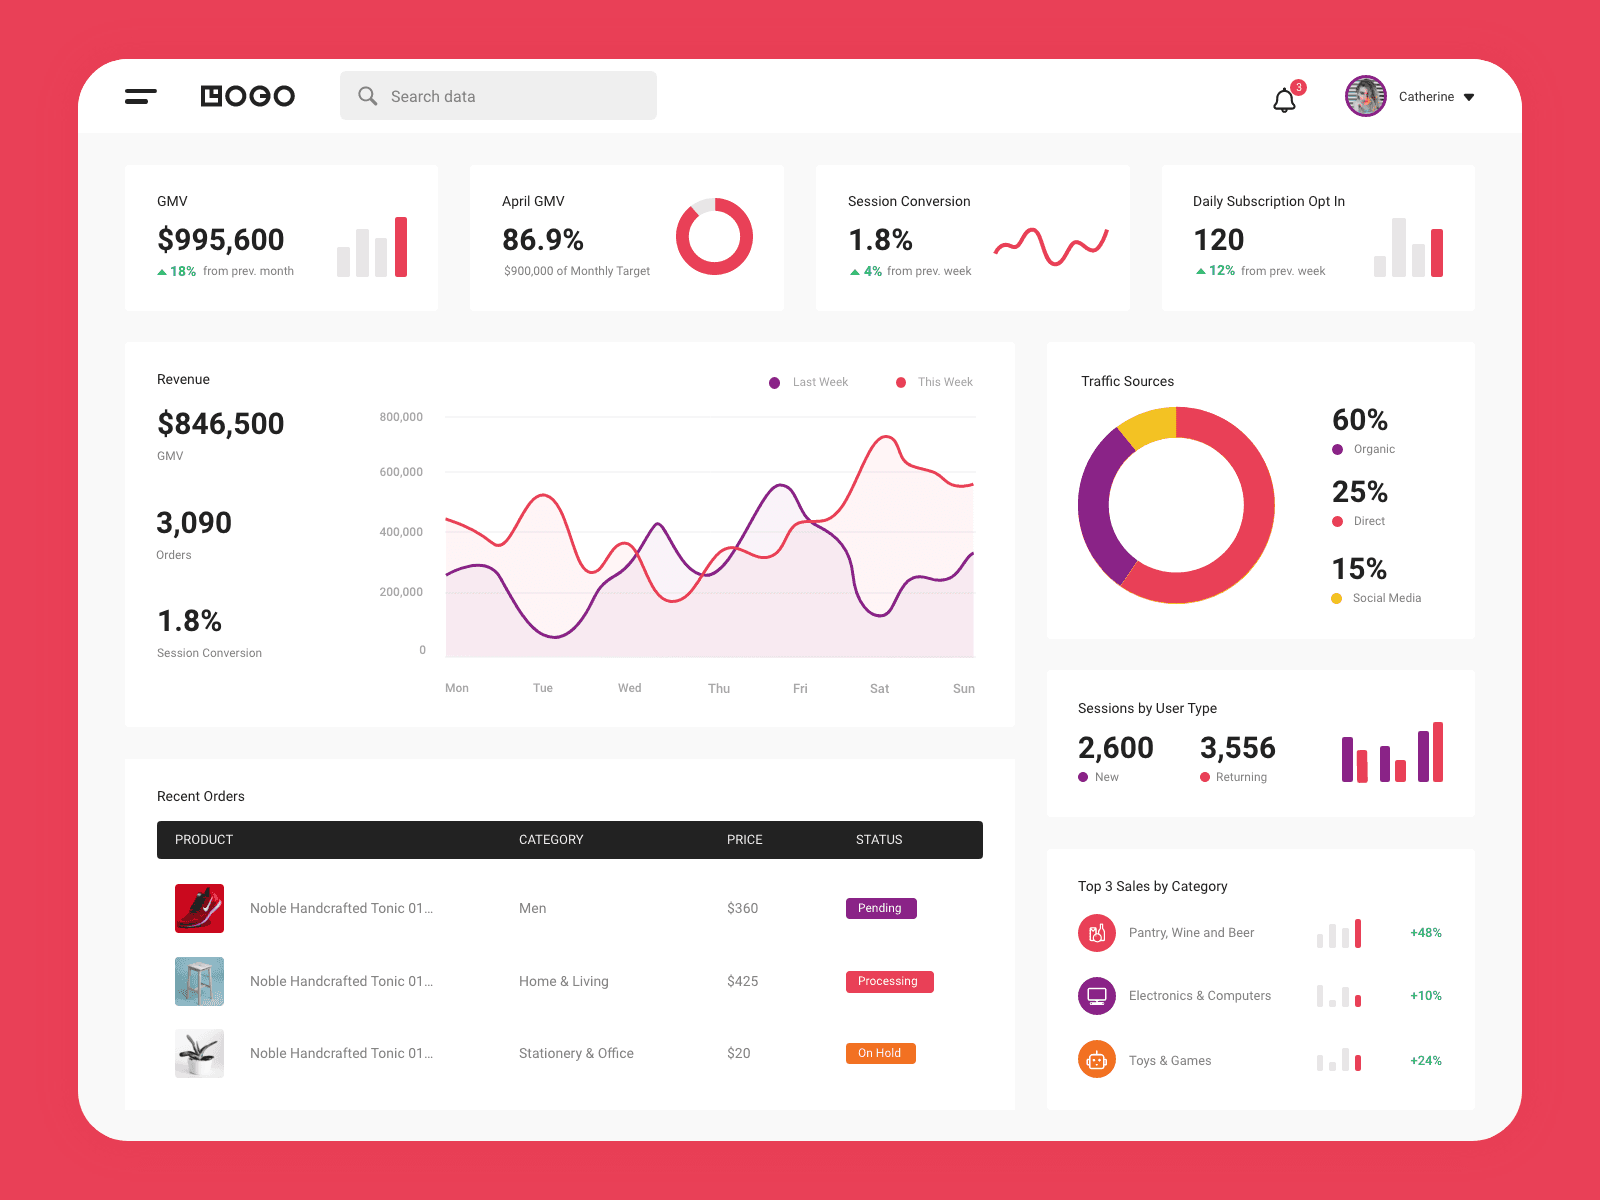 LOGO
Search data
3
Catherine
GMV
$995,600
18% from prev. month
April GMV
86.9%
$900,000 of Monthly Target
Session Conversion
1.8%
4% from prev. week
Daily Subscription Opt In
120
12% from prev. week
Revenue
$846,500
GMV
3,090
Orders
1.8%
Session Conversion
Last Week
This Week
800,000
600,000
400,000
200,000
0
Mon
Tue
Wed
Thu
Fri
Sat
Sun
Traffic Sources
60%
Organic
25%
Direct
15%
Social Media
Sessions by User Type
2,600
New
3,556
Returning
Recent Orders
PRODUCT CATEGORY PRICE STATUS
Noble Handcrafted Tonic 01... Men $360 Pending
Noble Handcrafted Tonic 01... Home & Living $425 Processing
Noble Handcrafted Tonic 01... Stationery & Office $20 On Hold
Top 3 Sales by Category
Pantry, Wine and Beer +48%
Electronics & Computers +10%
Toys & Games +24%